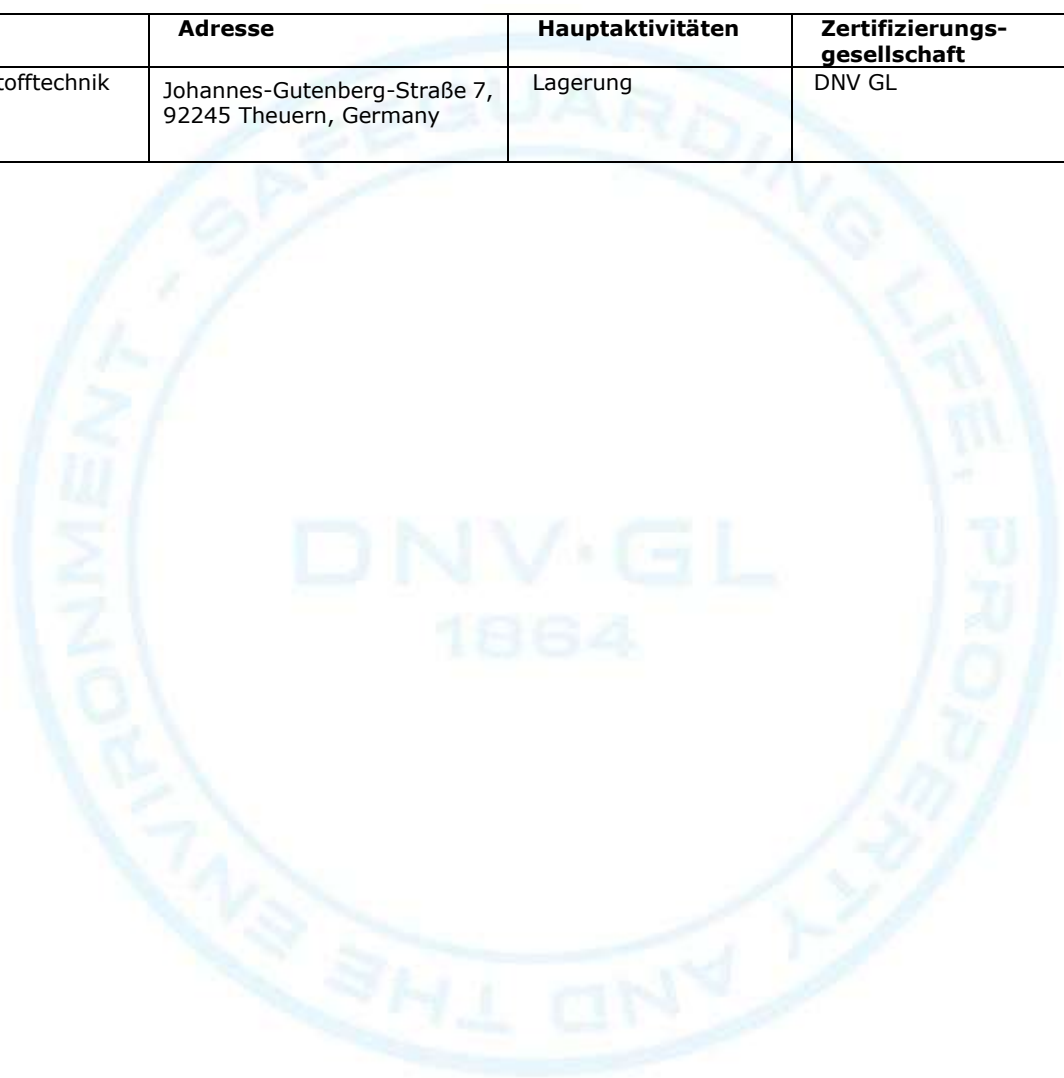 Adresse Hauptaktivitäten Zertifizierungs-
gesellschaft
tofftechnik Johannes-Gutenberg-Straße 7, Lagerung DNV GL
92245 Theuern, Germany
SAFEGUARDING LIFE, PROPERTY AND THE ENVIRONMENT -
DNV·GL
1864